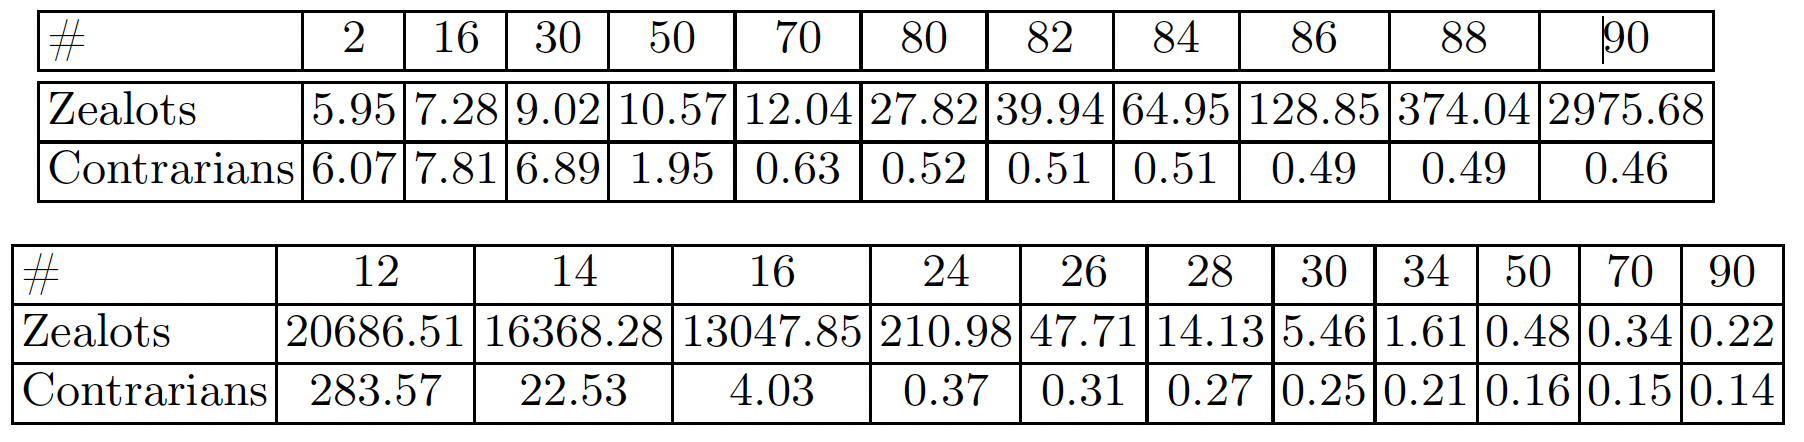 # 2 16 30 50 70 80 82 84 86 88 90
Zealots 5.95 7.28 9.02 10.57 12.04 27.82 39.94 64.95 128.85 374.04 2975.68
Contrarians 6.07 7.81 6.89 1.95 0.63 0.52 0.51 0.51 0.49 0.49 0.46
# 12 14 16 24 26 28 30 34 50 70 90
Zealots 20686.51 16368.28 13047.85 210.98 47.71 14.13 5.46 1.61 0.48 0.34 0.22
Contrarians 283.57 22.53 4.03 0.37 0.31 0.27 0.25 0.21 0.16 0.15 0.14